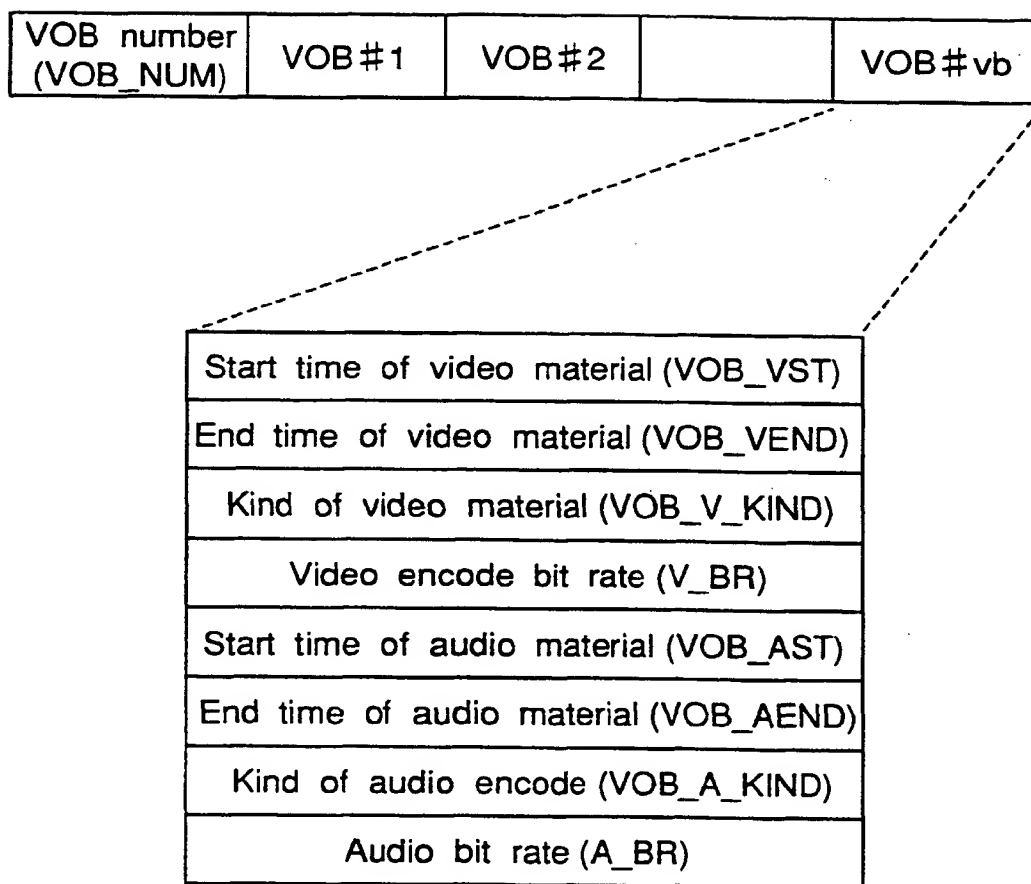 VOB number
(VOB_NUM)
VOB#1
VOB#2
VOB#vb
Start time of video material (VOB_VST)
End time of video material (VOB_VEND)
Kind of video material (VOB_V_KIND)
Video encode bit rate (V_BR)
Start time of audio material (VOB_AST)
End time of audio material (VOB_AEND)
Kind of audio encode (VOB_A_KIND)
Audio bit rate (A_BR)